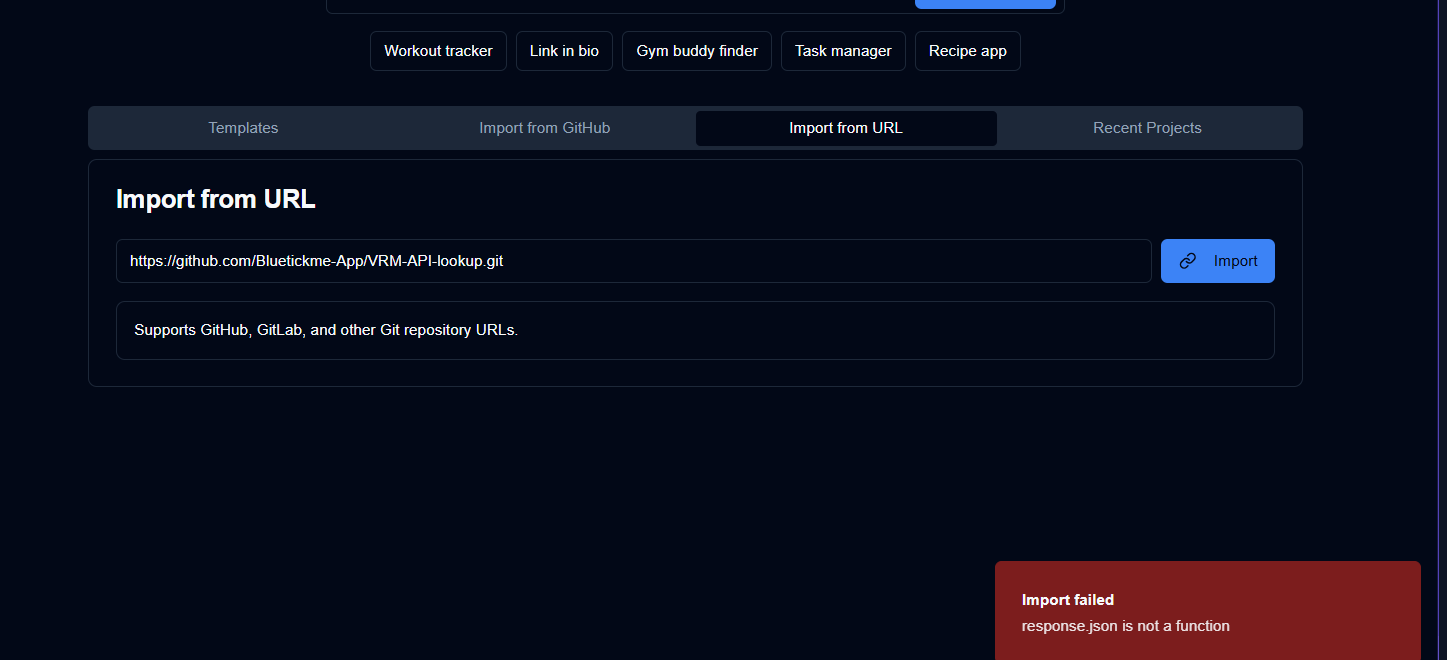 Workout tracker Link in bio Gym buddy finder Task manager Recipe app
Templates Import from GitHub Import from URL Recent Projects
Import from URL
https://github.com/Bluetickme-App/VRM-API-lookup.git Import
Supports GitHub, GitLab, and other Git repository URLs.
Import failed
response.json is not a function